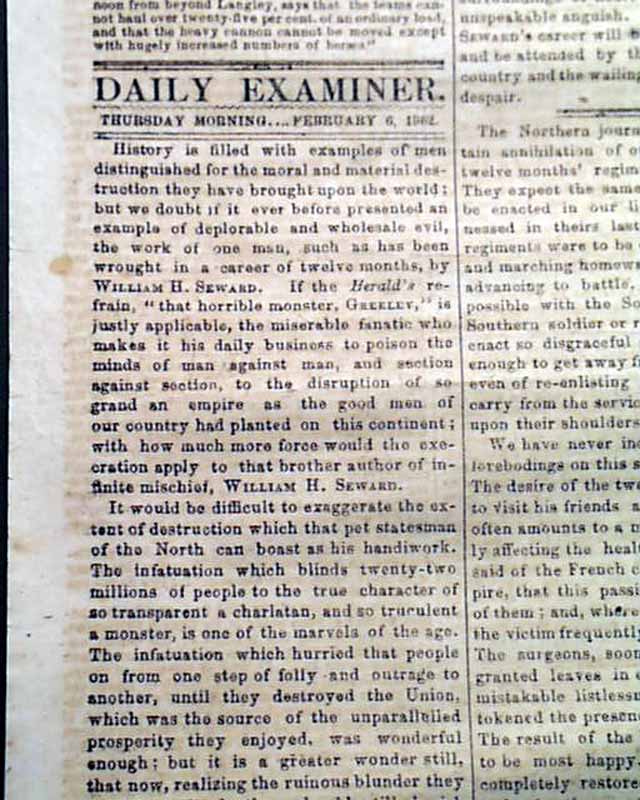 noon from beyond Langley, says that the teams can-
not haul over twenty-five per cent. of an ordinary load,
and that the heavy cannon cannot be moved except
with hugely increased numbers of horses"
DAILY EXAMINER.
THURSDAY MORNING....FEBRUARY 6, 1862.
History is filled with examples of men
distinguished for the moral and material des-
truction they have brought upon the world;
but we doubt if it ever before presented an
example of deplorable and wholesale evil,
the work of one man, such as has been
wrought in a career of twelve months, by
WILLIAM H. SEWARD. If the Herald's re-
frain, "that horrible monster, GREELEY," is
justly applicable, the miserable fanatic who
makes it his daily business to poison the
minds of man against man, and section
against section, to the disruption of so
grand an empire as the good men of
our country had planted on this continent;
with how much more force would the exe-
cration apply to that brother author of in-
finite mischief, WILLIAM H. SEWARD.
It would be difficult to exaggerate the ex-
tent of destruction which that pet statesman
of the North can boast as his handiwork.
The infatuation which blinds twenty-two
millions of people to the true character of
so transparent a charlatan, and so truculent
a monster, is one of the marvels of the age.
The infatuation which hurried that people
on from one step of folly and outrage to
another, until they destroyed the Union,
which was the source of the unparallelled
prosperity they enjoyed, was wonderful
enough; but it is a greater wonder still,
that now, realizing the ruinous blunder they
unspeakable anguish.
SEWARD's career will b
and be attended by th
country and the wailing
despair.
The Northern journ
tain annihilation of ou
twelve months' regim
They expect the same
be enacted in our li
nessed in theirs last
regiments were to be
and marching homewa
advancing to battle.
possible with the So
Southern soldier or r
enact so disgraceful
enough to get away f
even of re-enlisting
carry from the servic
upon their shoulders
We have never in
forebodings on this s
The desire of the twe
to visit his friends a
often amounts to a m
ly affecting the heal
said of the French c
pire, that this passi
of them; and, where
the victim frequently
The surgeons, soon
granted leaves in
mistakable listless
tokened the presen
The result of the
to be most happy.
completely restore